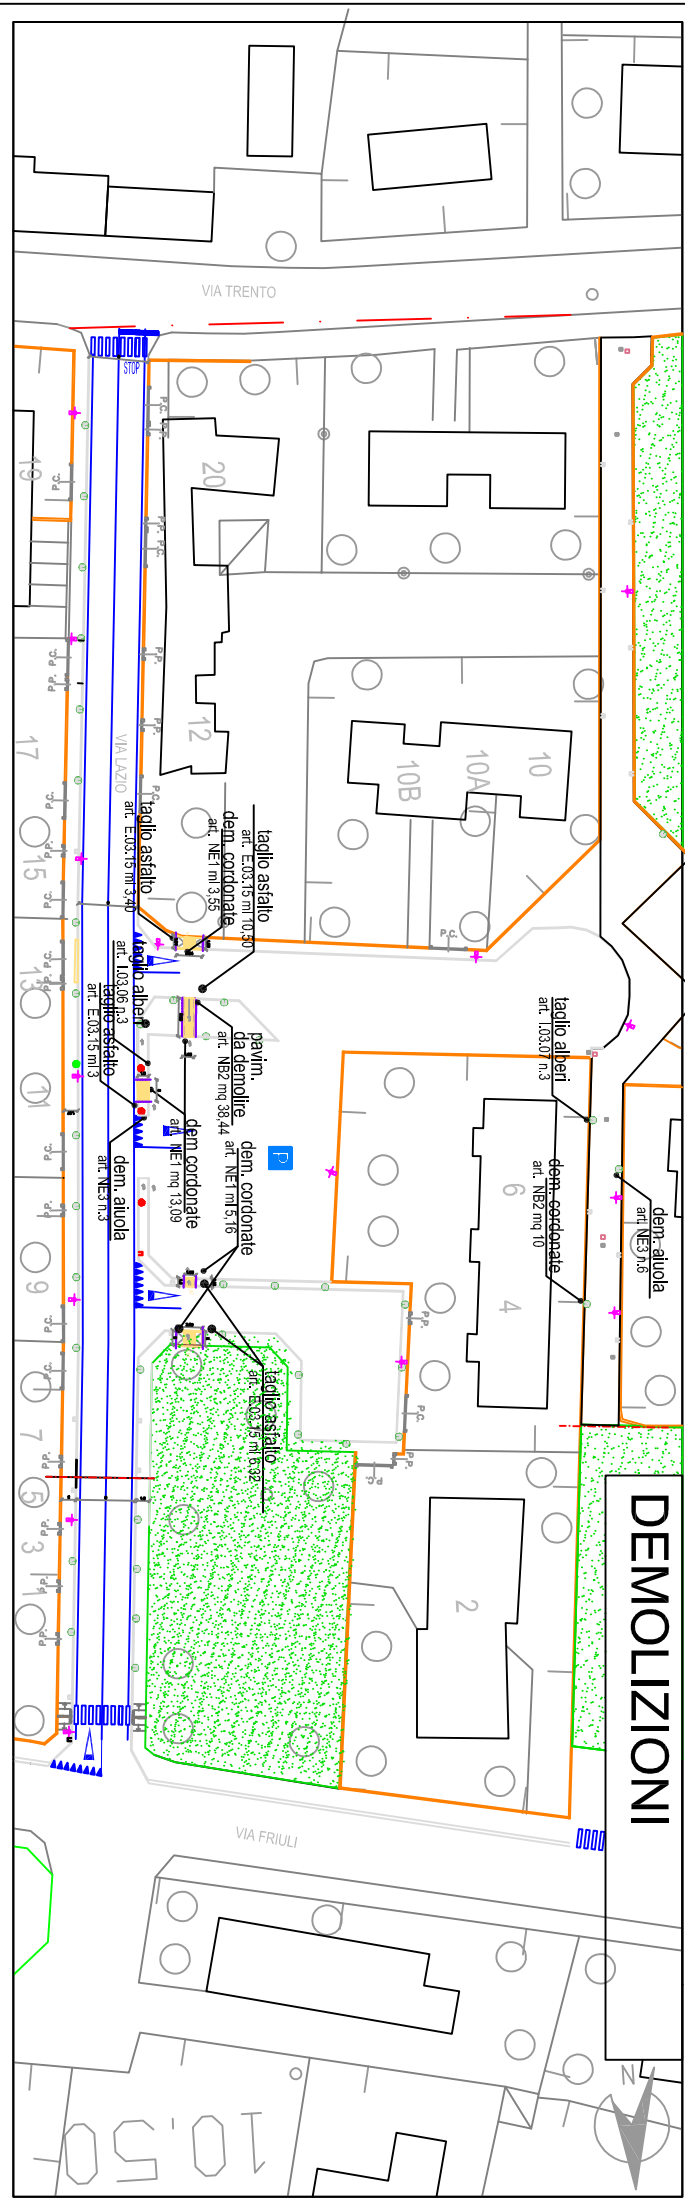 DEMOLIZIONI
VIA TRENTO
STOP
VIA LAZIO
VIA FRIULI
taglio asfalto
art. E.03.15 ml 3,40
dem. cordonate
art. NE1 ml 3,55
taglio asfalto
art. E.03.15 ml 10,50
taglio alberi
art. I.03.06 n.3
taglio asfalto
art. E.03.15 ml 3
pavim.
da demolire
art. NB2 mq 38,44
dem cordonate
art. NE1 mq 13,09
dem. aiuola
art. NE3 n.3
dem. cordonate
art. NE1 ml 5,16
taglio asfalto
art. E.03.15 ml 6,32
taglio alberi
art. I.03.07 n.3
dem. cordonate
art. NB2 mq 10
dem. aiuola
art. NE3 n.6
P
20
12
10
10A
10B
6
4
2
19
17
15
13
11
9
7
5
3
1
P.C.
P.P.
N
10.50